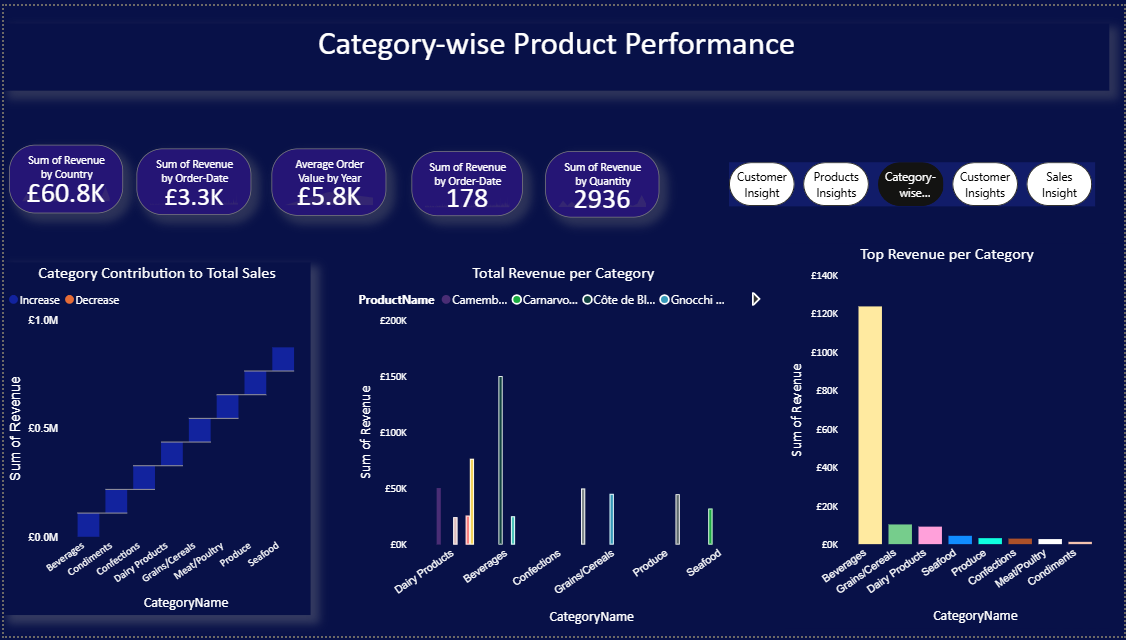 Category-wise Product Performance
Sum of Revenue
by Country
£60.8K
Sum of Revenue
by Order-Date
£3.3K
Average Order
Value by Year
£5.8K
Sum of Revenue
by Order-Date
178
Sum of Revenue
by Quantity
2936
Customer
Insight
Products
Insights
Category-
wise...
Customer
Insights
Sales
Insight
Category Contribution to Total Sales
Increase Decrease
£1.0M
£0.5M
£0.0M
Sum of Revenue
Beverages
Condiments
Confections
Dairy Products
Grains/Cereals
Meat/Poultry
Produce
Seafood
CategoryName
Total Revenue per Category
ProductName Camemb... Carnarvo... Côte de Bl... Gnocchi ...
£200K
£150K
£100K
£50K
£0K
Sum of Revenue
Dairy Products
Beverages
Confections
Grains/Cereals
Produce
Seafood
CategoryName
Top Revenue per Category
£140K
£120K
£100K
£80K
£60K
£40K
£20K
£0K
Sum of Revenue
Beverages
Grains/Cereals
Dairy Products
Seafood
Produce
Confections
Meat/Poultry
Condiments
CategoryName